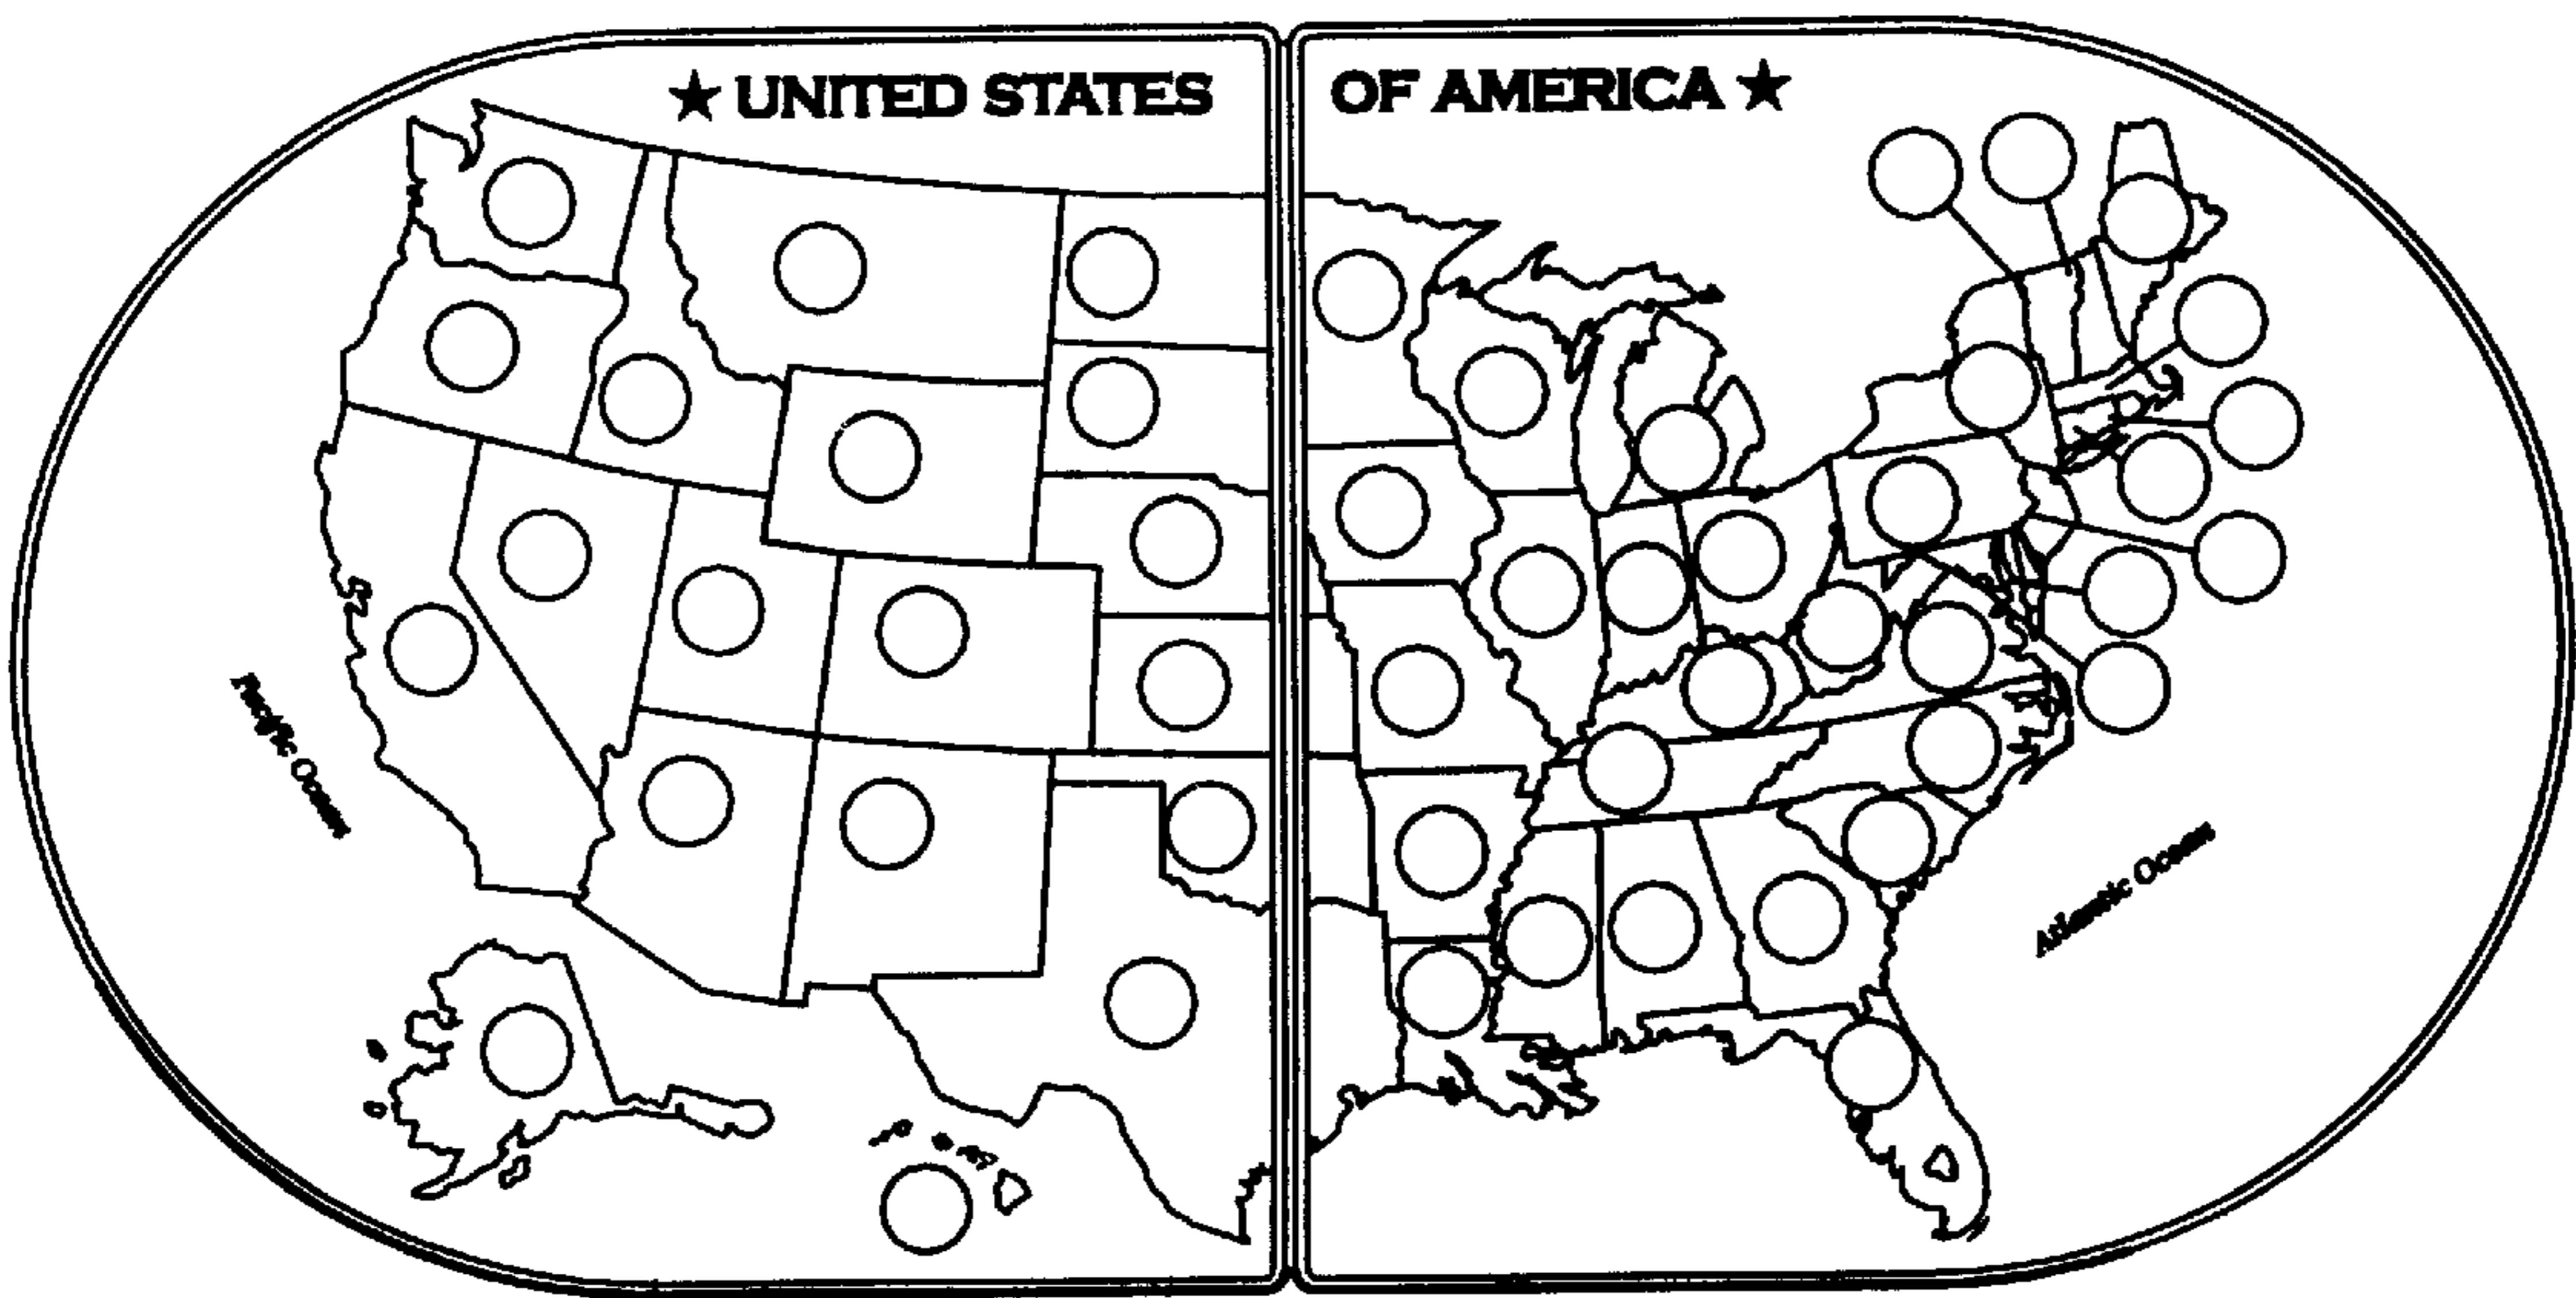 ★ UNITED STATES OF AMERICA ★
Pacific Ocean
Atlantic Ocean